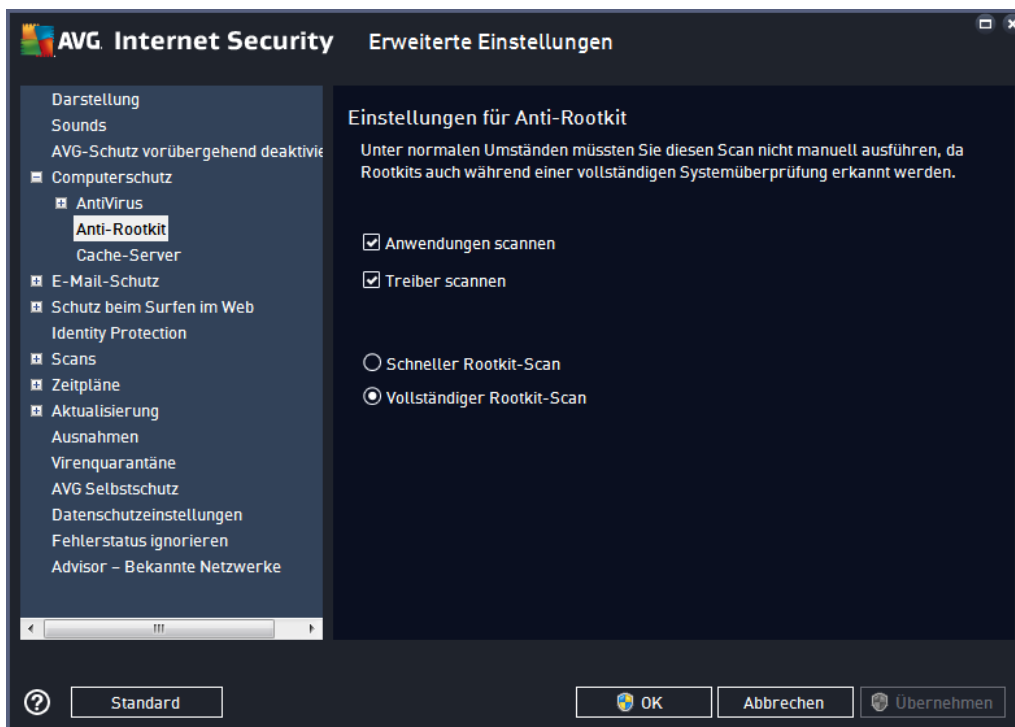 AVG. Internet Security
Erweiterte Einstellungen
Darstellung
Sounds
AVG-Schutz vorübergehend deaktivie
Computerschutz
AntiVirus
Anti-Rootkit
Cache-Server
E-Mail-Schutz
Schutz beim Surfen im Web
Identity Protection
Scans
Zeitpläne
Aktualisierung
Ausnahmen
Virenquarantäne
AVG Selbstschutz
Datenschutzeinstellungen
Fehlerstatus ignorieren
Advisor – Bekannte Netzwerke
Einstellungen für Anti-Rootkit
Unter normalen Umständen müssten Sie diesen Scan nicht manuell ausführen, da
Rootkits auch während einer vollständigen Systemüberprüfung erkannt werden.
Anwendungen scannen
Treiber scannen
Schneller Rootkit-Scan
Vollständiger Rootkit-Scan
? Standard
OK
Abbrechen
Übernehmen